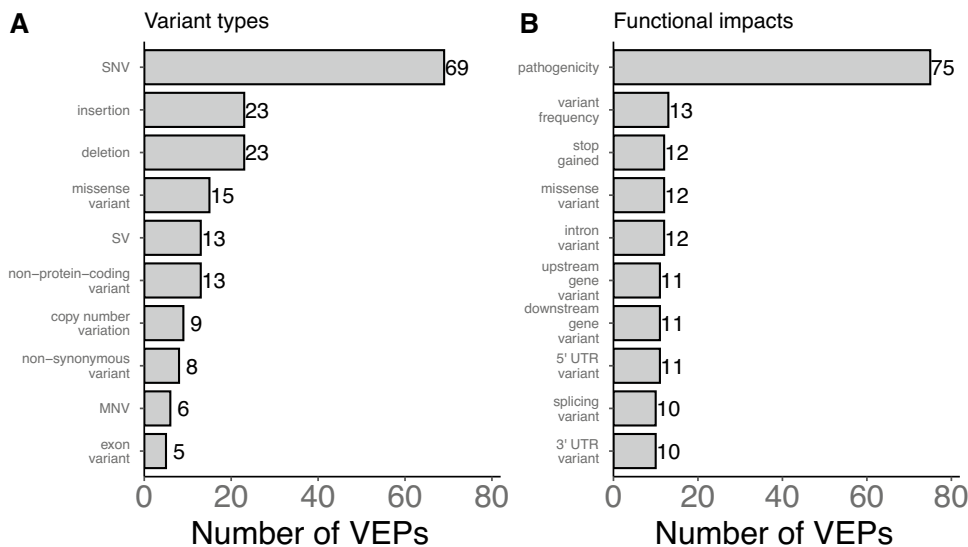 A
Variant types
SNV
69
insertion
23
deletion
23
missense
variant
15
SV
13
non−protein−coding
variant
13
copy number
variation
9
non−synonymous
variant
8
MNV
6
exon
variant
5
0 20 40 60 80
Number of VEPs
B
Functional impacts
pathogenicity
75
variant
frequency
13
stop
gained
12
missense
variant
12
intron
variant
12
upstream
gene
variant
11
downstream
gene
variant
11
5' UTR
variant
11
splicing
variant
10
3' UTR
variant
10
0 20 40 60 80
Number of VEPs